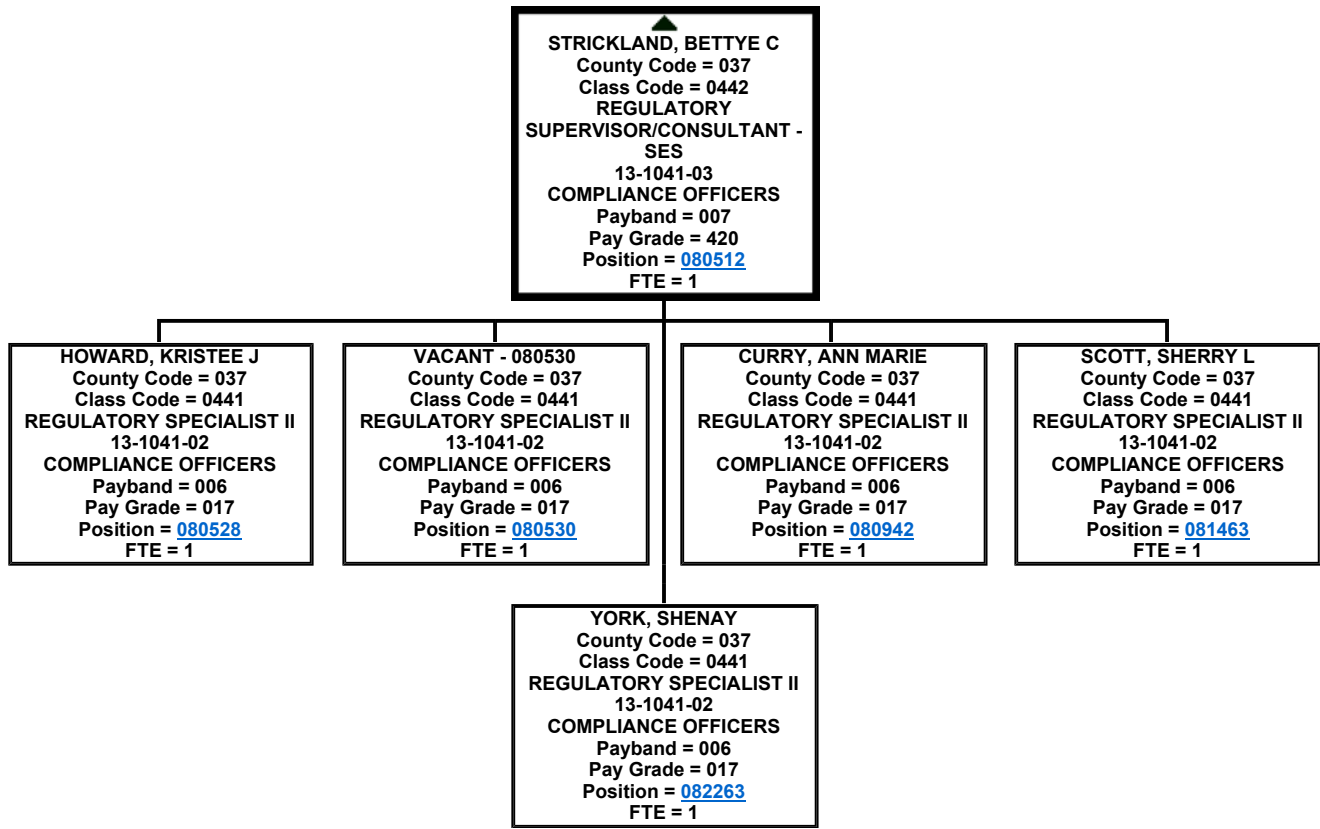 STRICKLAND, BETTYE C
County Code = 037
Class Code = 0442
REGULATORY
SUPERVISOR/CONSULTANT -
SES
13-1041-03
COMPLIANCE OFFICERS
Payband = 007
Pay Grade = 420
Position = 080512
FTE = 1
HOWARD, KRISTEE J
County Code = 037
Class Code = 0441
REGULATORY SPECIALIST II
13-1041-02
COMPLIANCE OFFICERS
Payband = 006
Pay Grade = 017
Position = 080528
FTE = 1
VACANT - 080530
County Code = 037
Class Code = 0441
REGULATORY SPECIALIST II
13-1041-02
COMPLIANCE OFFICERS
Payband = 006
Pay Grade = 017
Position = 080530
FTE = 1
CURRY, ANN MARIE
County Code = 037
Class Code = 0441
REGULATORY SPECIALIST II
13-1041-02
COMPLIANCE OFFICERS
Payband = 006
Pay Grade = 017
Position = 080942
FTE = 1
SCOTT, SHERRY L
County Code = 037
Class Code = 0441
REGULATORY SPECIALIST II
13-1041-02
COMPLIANCE OFFICERS
Payband = 006
Pay Grade = 017
Position = 081463
FTE = 1
YORK, SHENAY
County Code = 037
Class Code = 0441
REGULATORY SPECIALIST II
13-1041-02
COMPLIANCE OFFICERS
Payband = 006
Pay Grade = 017
Position = 082263
FTE = 1